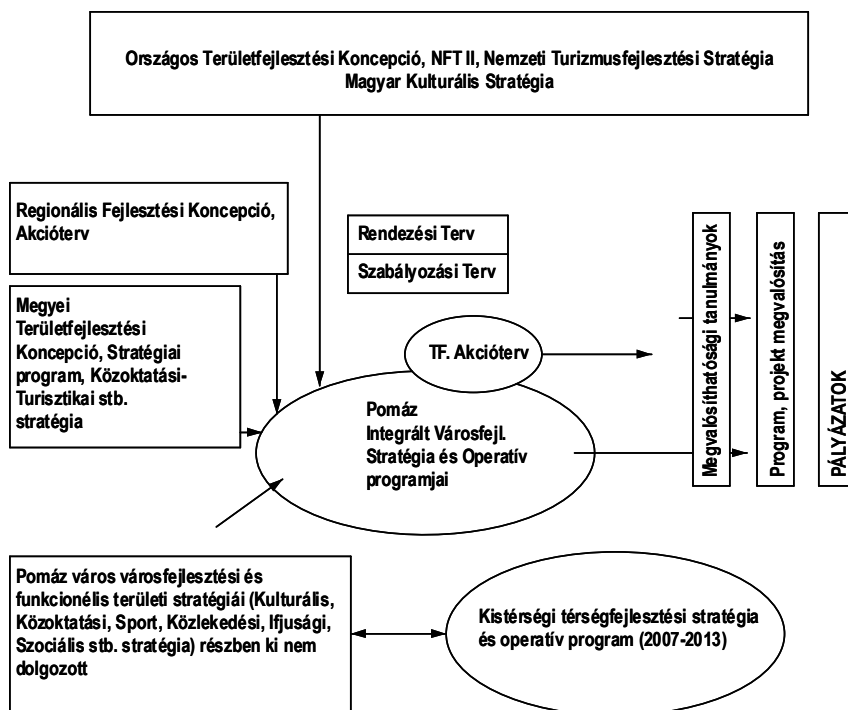 Országos Területfejlesztési Koncepció, NFT II, Nemzeti Turizmusfejlesztési Stratégia
Magyar Kulturális Stratégia
Regionális Fejlesztési Koncepció,
Akcióterv
Rendezési Terv
Szabályozási Terv
Megyei
Területfejlesztési
Koncepció, Stratégiai
program, Közoktatási-
Turisztikai stb.
stratégia
TF. Akcióterv
Pomáz
Integrált Városfejl.
Stratégia és Operatív
programjai
Megvalósíthatósági tanulmányok
Program, projekt megvalósítás
PÁLYÁZATOK
Pomáz város városfejlesztési és
funkcionélis területi stratégiái (Kulturális,
Közoktatási, Sport, Közlekedési, Ifjusági,
Szociális stb. stratégia) részben ki nem
dolgozott
Kistérségi térségfejlesztési stratégia
és operatív program (2007-2013)